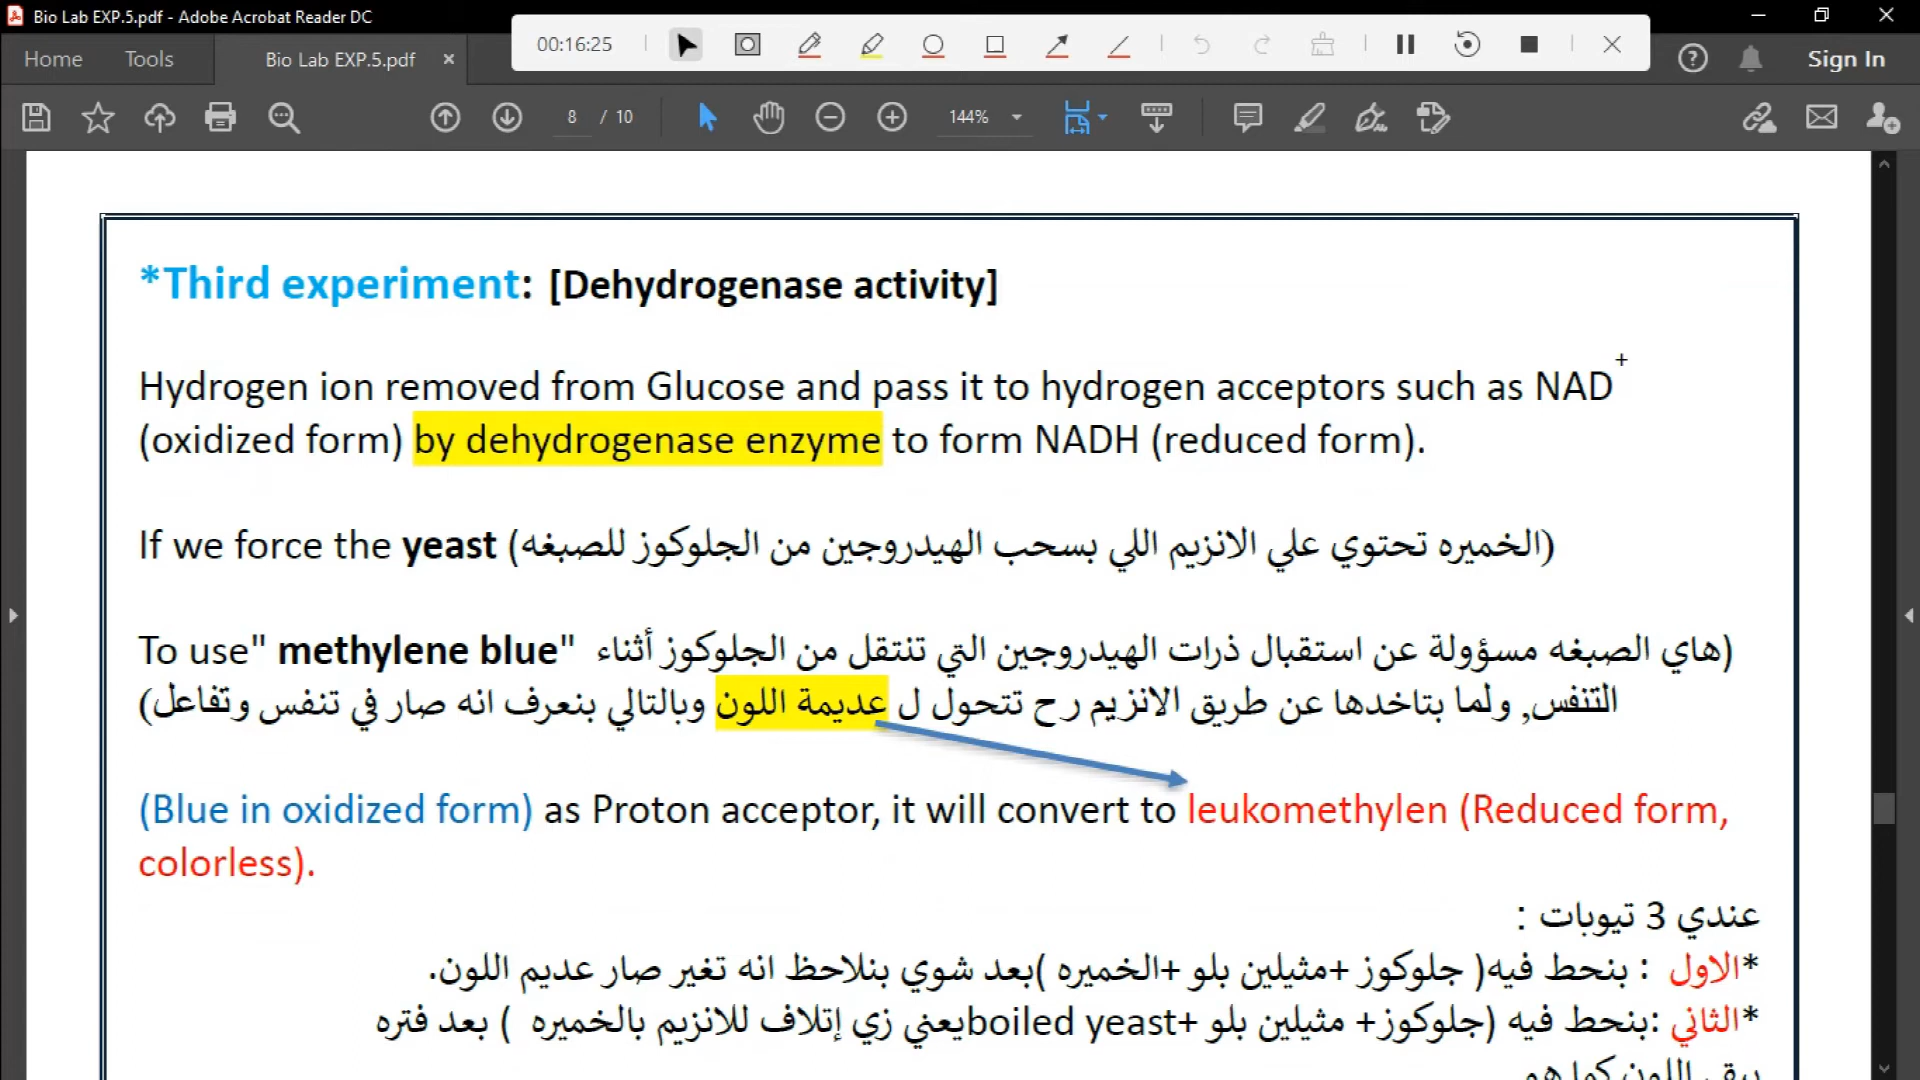 Bio Lab EXP.5.pdf - Adobe Acrobat Reader DC
00:16:25
Home Tools Bio Lab EXP.5.pdf × Sign In
8 / 10 144%
*Third experiment: [Dehydrogenase activity]
Hydrogen ion removed from Glucose and pass it to hydrogen acceptors such as NAD+
(oxidized form) by dehydrogenase enzyme to form NADH (reduced form).
If we force the yeast (الخميره تحتوي علي الانزيم اللي بسحب الهيدروجين من الجلوكوز للصبغه)
To use" methylene blue" (هاي الصبغه مسؤولة عن استقبال ذرات الهيدروجين التي تنتقل من الجلوكوز أثناء
التنفس, ولما بتاخدها عن طريق الانزيم رح تتحول ل عديمة اللون وبالتالي بنعرف انه صار في تنفس وتفاعل)
(Blue in oxidized form) as Proton acceptor, it will convert to leukomethylen (Reduced form,
colorless).
عندي 3 تيوبات :
*الاول : بنحط فيه( جلوكوز +مثيلين بلو +الخميره )بعد شوي بنلاحظ انه تغير صار عديم اللون.
*الثاني :بنحط فيه (جلوكوز+ مثيلين بلو +boiled yeastيعني زي إتلاف للانزيم بالخميره ) بعد فتره
يبقى اللون كما هو